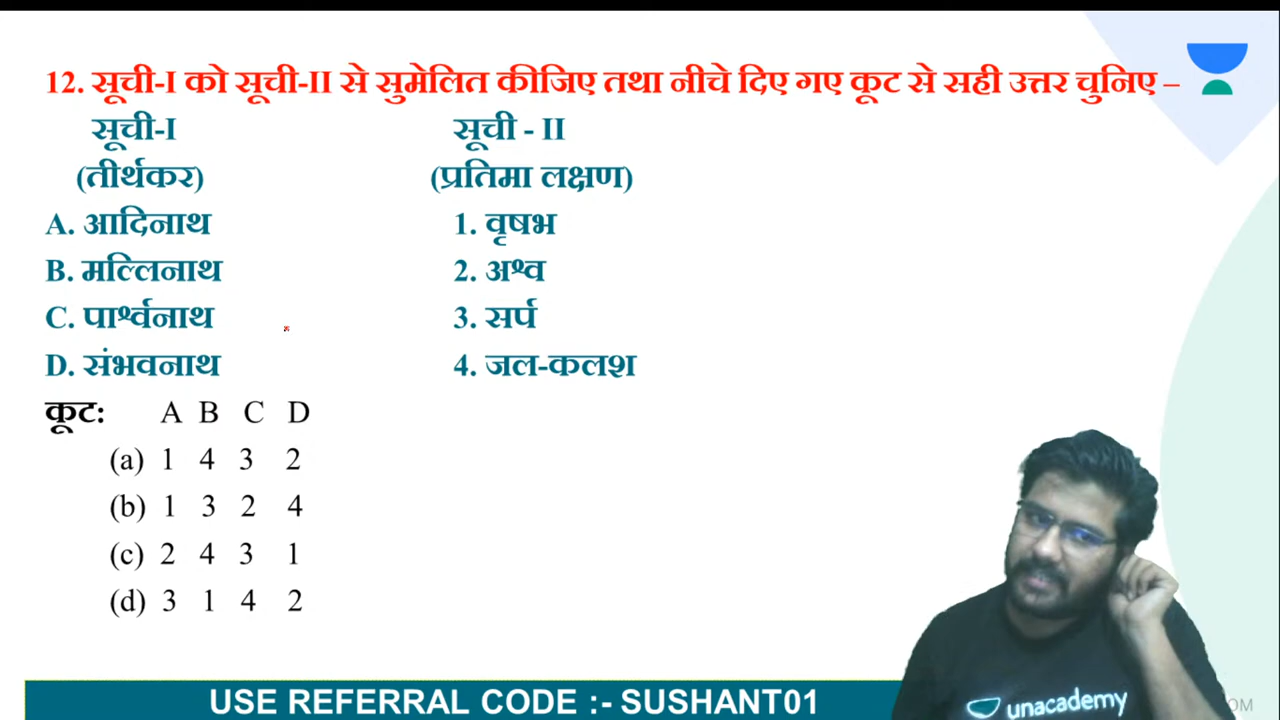 12. सूची-I को सूची-II से सुमेलित कीजिए तथा नीचे दिए गए कूट से सही उत्तर चुनिए –
सूची-I सूची - II
(तीर्थकर) (प्रतिमा लक्षण)
A. आदिनाथ 1. वृषभ
B. मल्लिनाथ 2. अश्व
C. पार्श्वनाथ 3. सर्प
D. संभवनाथ 4. जल-कलश
कूट: A B C D
(a) 1 4 3 2
(b) 1 3 2 4
(c) 2 4 3 1
(d) 3 1 4 2
USE REFERRAL CODE :- SUSHANT01
unacademy
OM